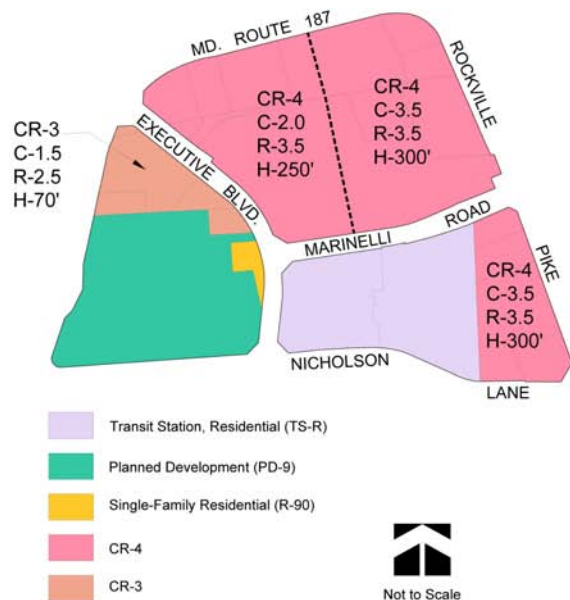 MD. ROUTE 187
ROCKVILLE
CR-4
C-2.0
R-3.5
H-250'
CR-4
C-3.5
R-3.5
H-300'
EXECUTIVE BLVD.
CR-3
C-1.5
R-2.5
H-70'
MARINELLI ROAD
PIKE
CR-4
C-3.5
R-3.5
H-300'
NICHOLSON LANE
Transit Station, Residential (TS-R)
Planned Development (PD-9)
Single-Family Residential (R-90)
CR-4
CR-3
Not to Scale